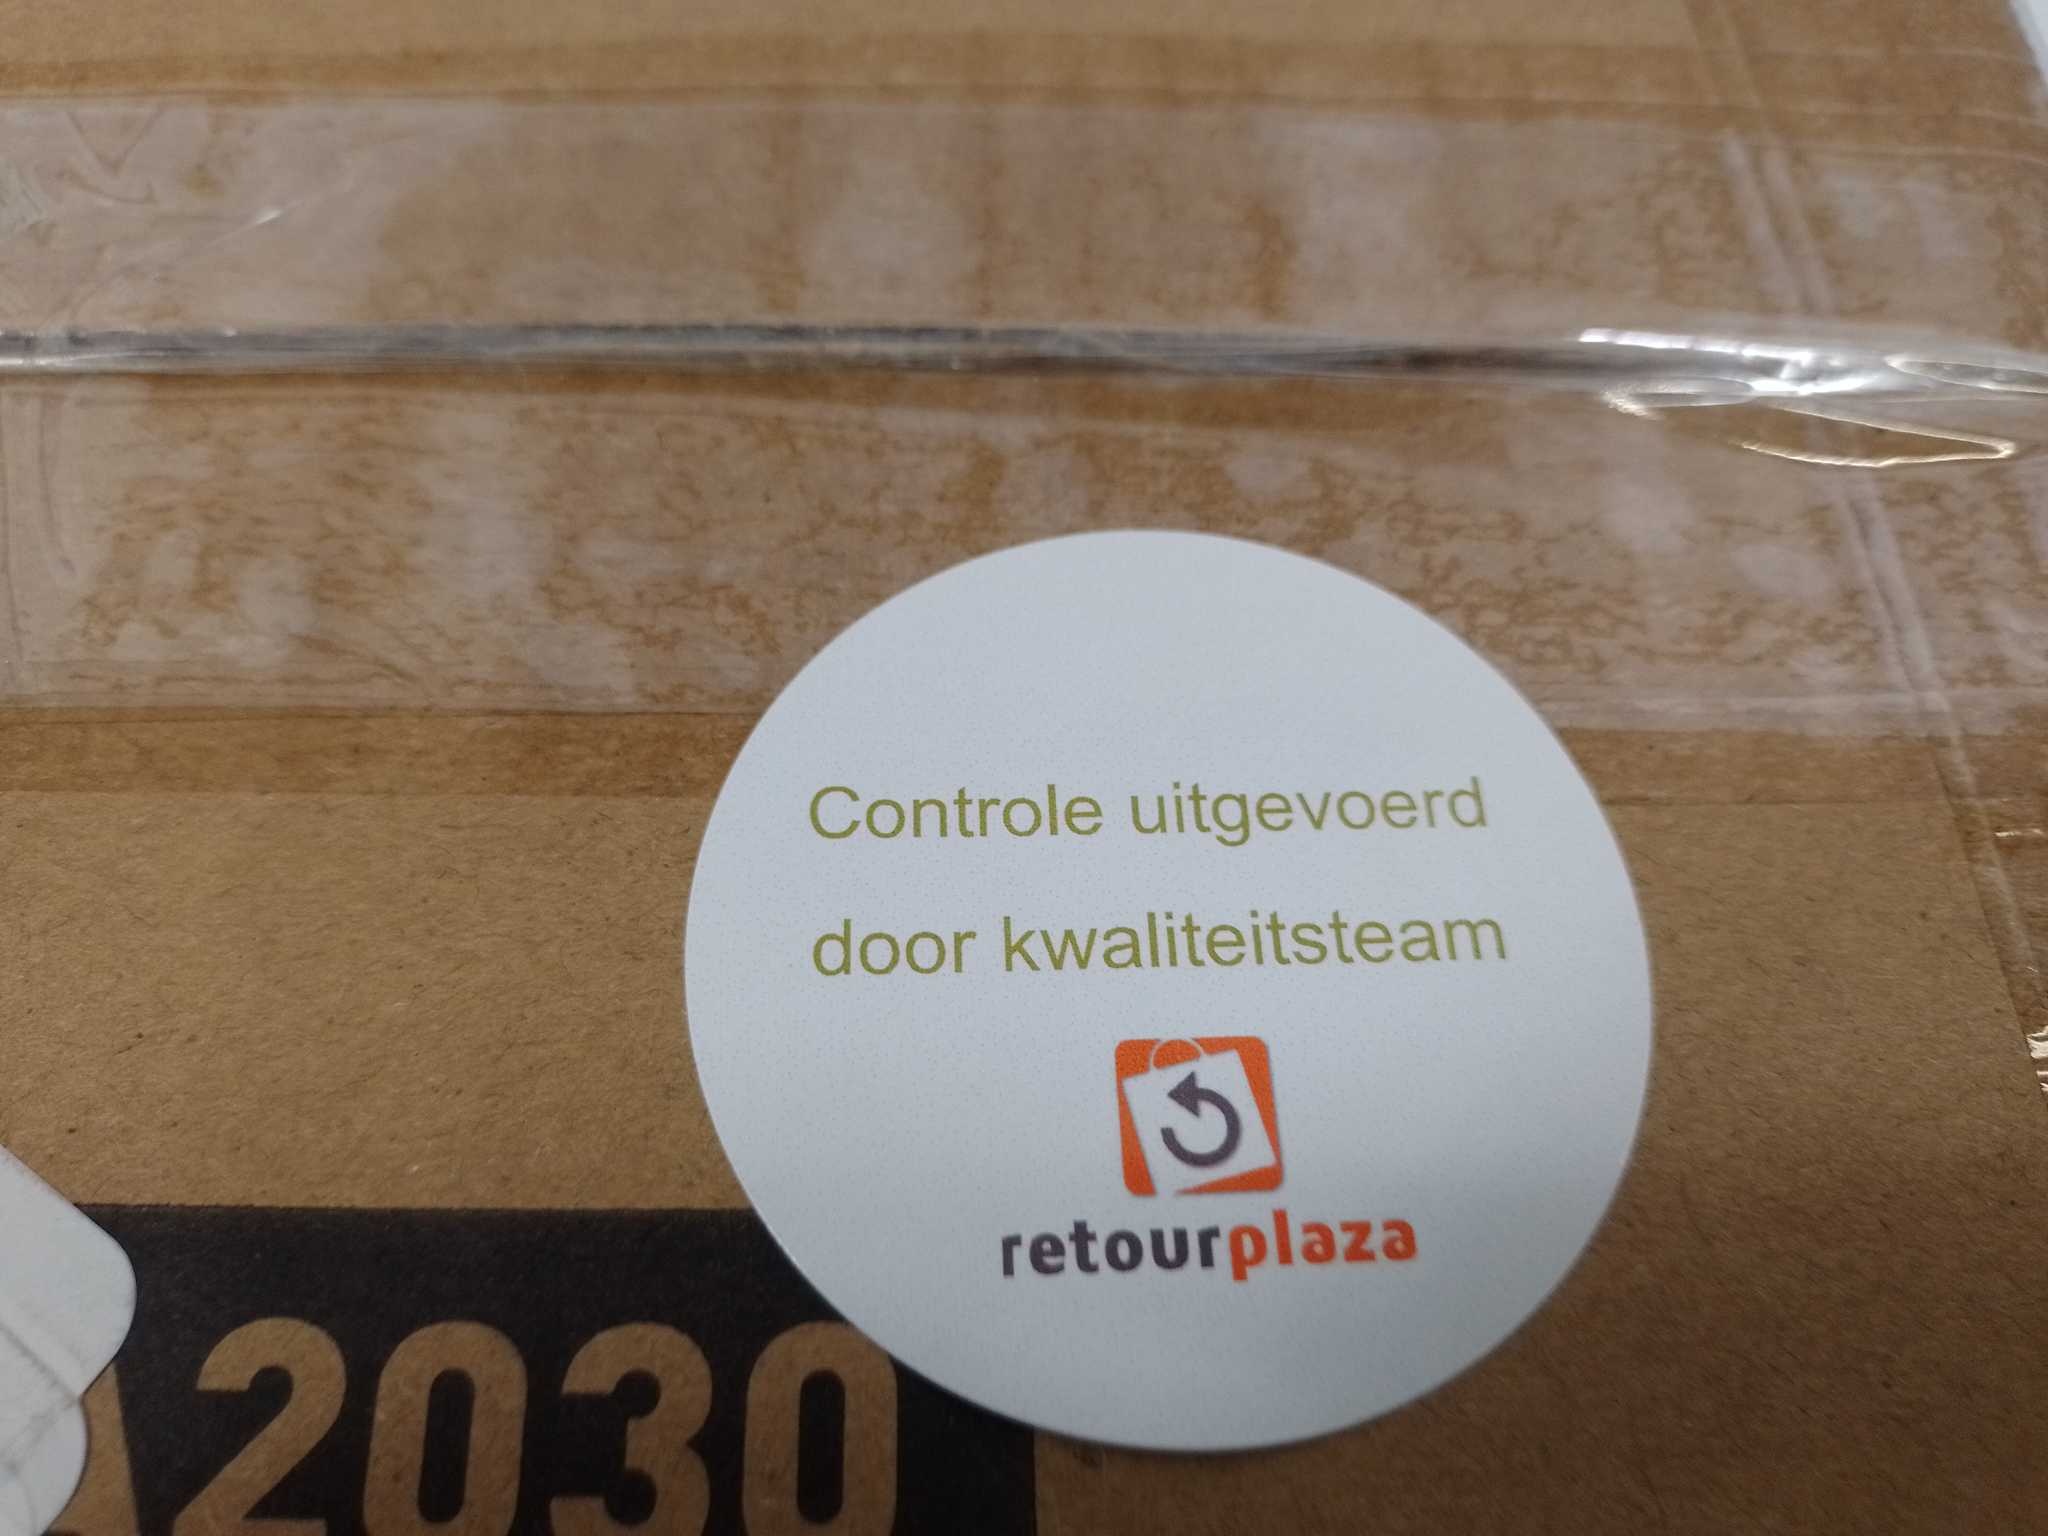 Controle uitgevoerd
door kwaliteitsteam
retourplaza
2030